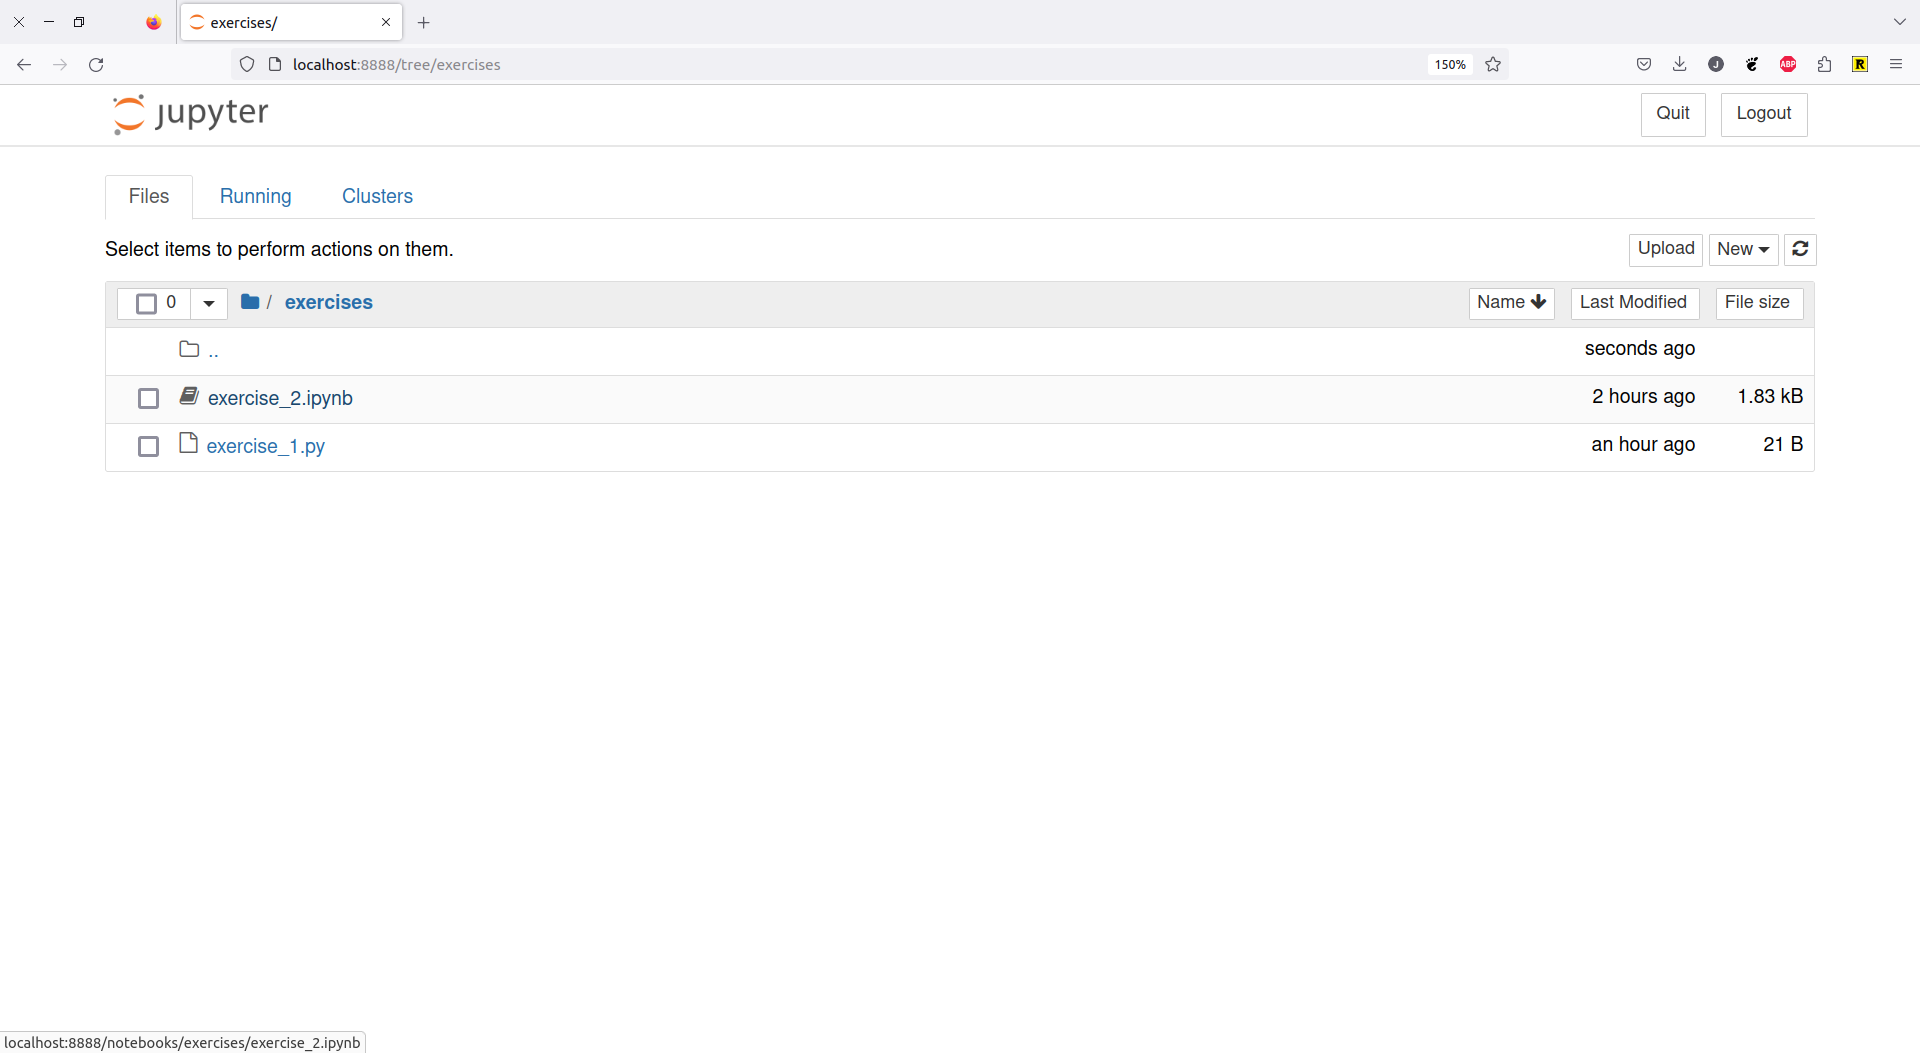 exercises/
localhost:8888/tree/exercises
150%
J
ABP
R
jupyter
Quit
Logout
Files
Running
Clusters
Select items to perform actions on them.
Upload
New
0
/ exercises
Name
Last Modified
File size
..
seconds ago
exercise_2.ipynb
2 hours ago
1.83 kB
exercise_1.py
an hour ago
21 B
localhost:8888/notebooks/exercises/exercise_2.ipynb